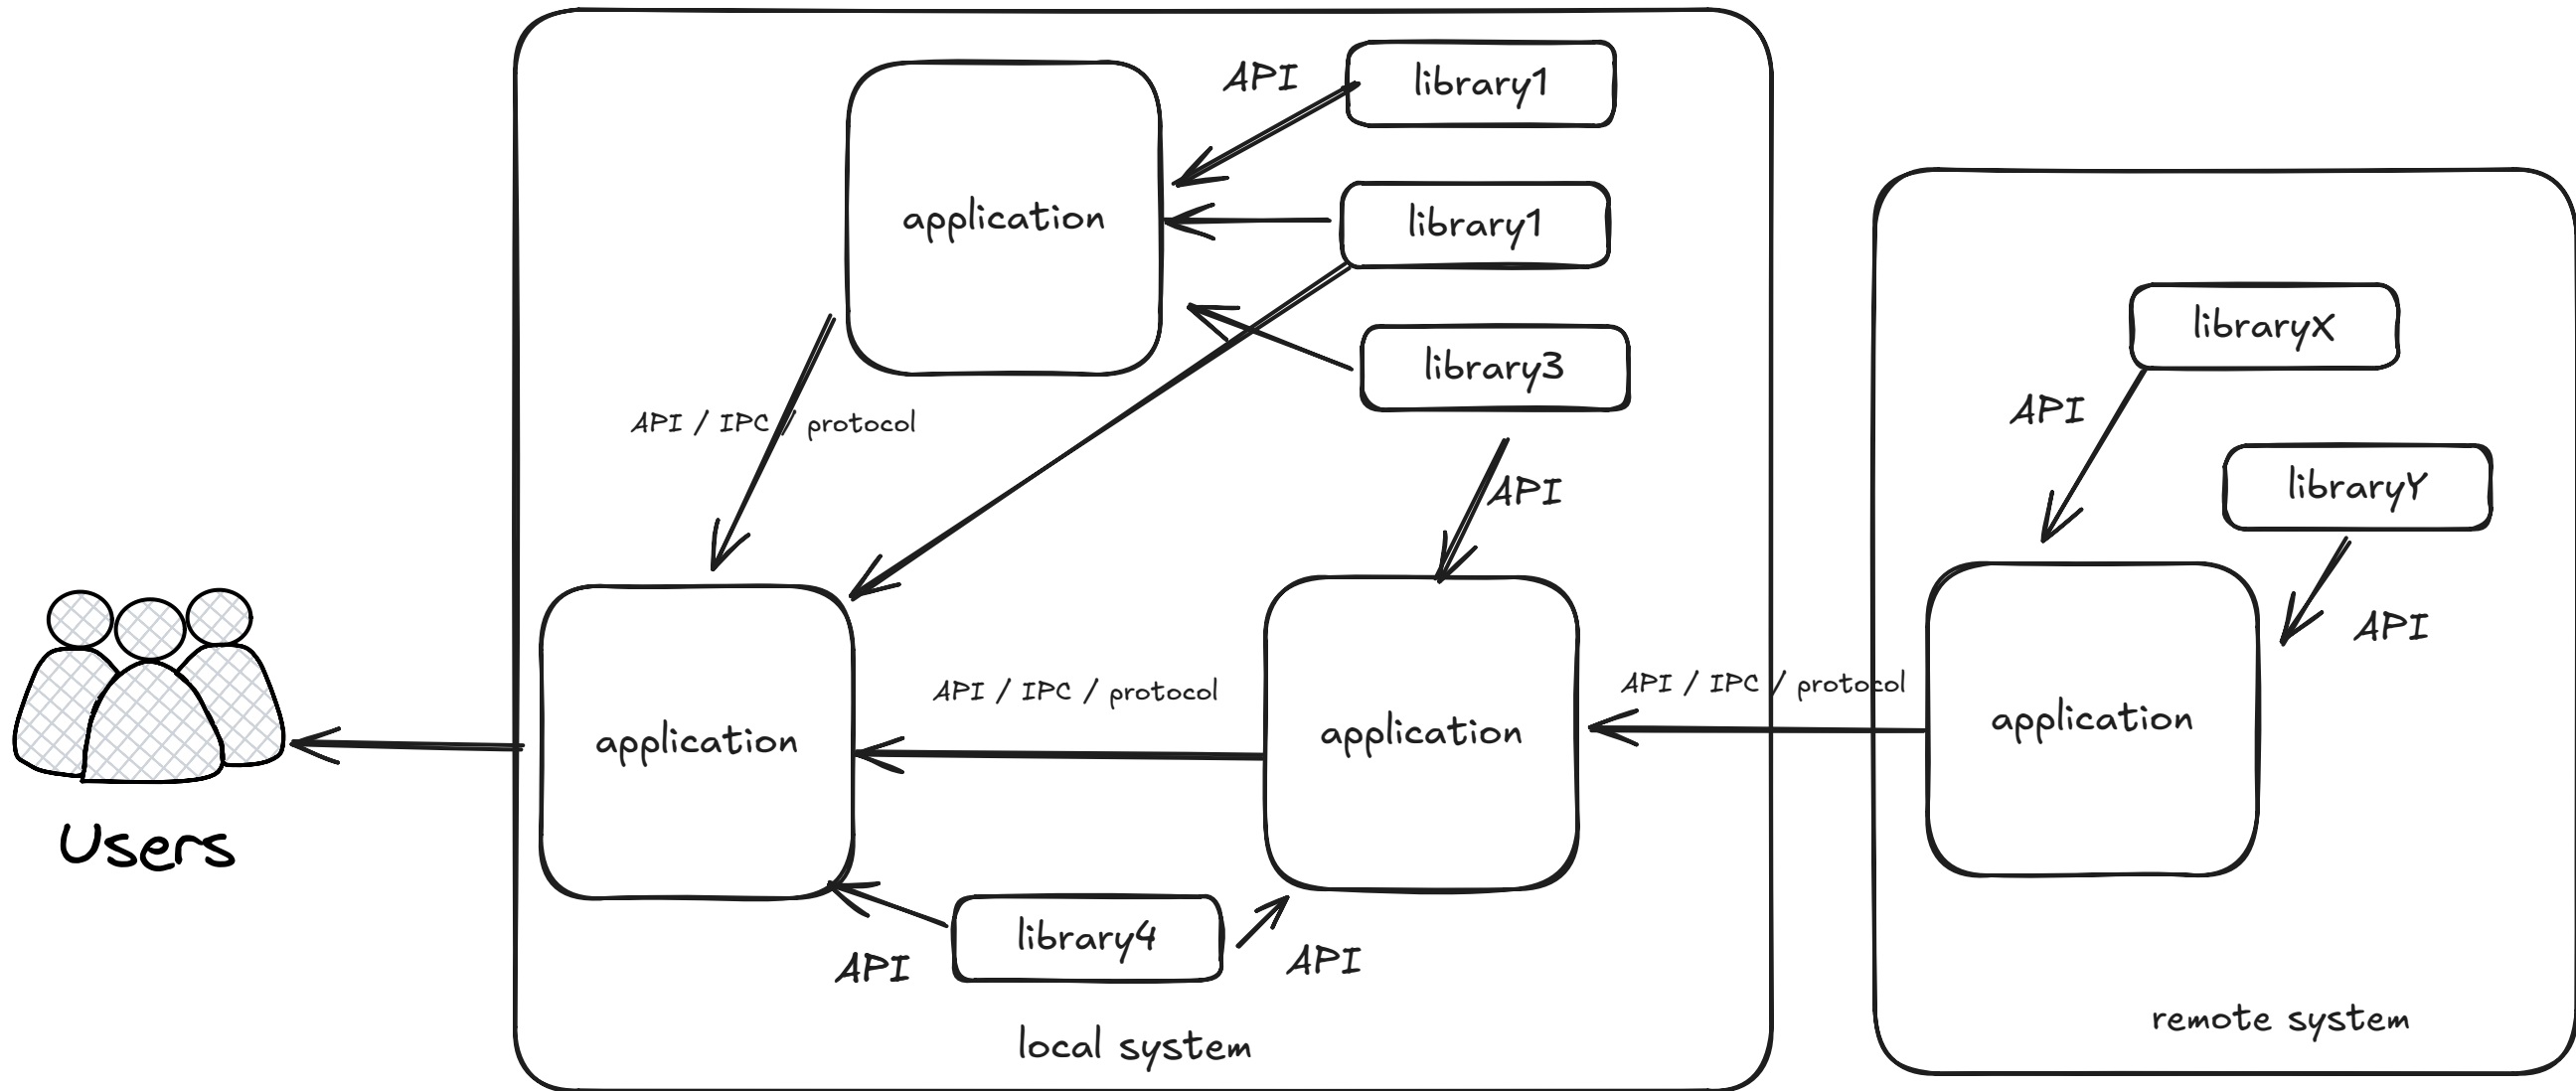 API
library1
application
library1
library3
API / IPC / protocol
API
libraryX
API
libraryY
API
API / IPC / protocol
API / IPC / protocol
application
application
application
Users
library4
API
API
local system
remote system